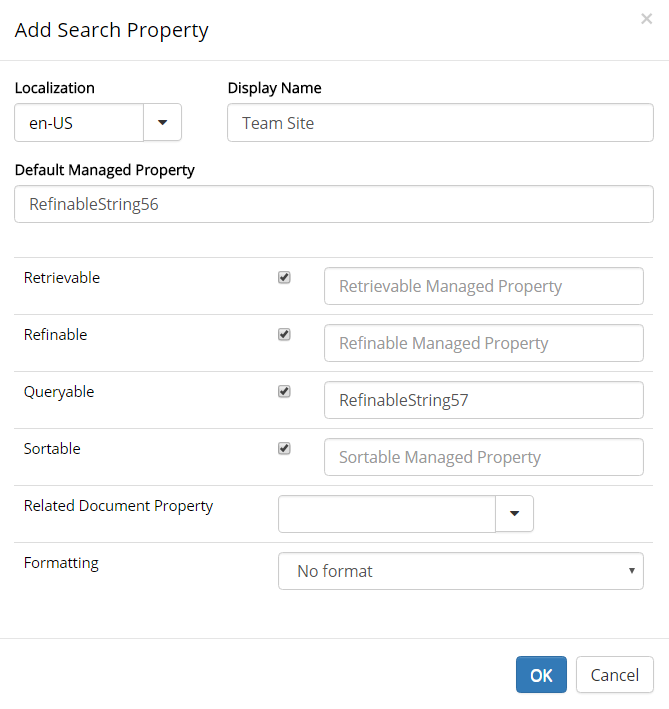 Add Search Property
×
Localization
Display Name
en-US
Team Site
Default Managed Property
RefinableString56
Retrievable
Retrievable Managed Property
Refinable
Refinable Managed Property
Queryable
RefinableString57
Sortable
Sortable Managed Property
Related Document Property
Formatting
No format
OK
Cancel